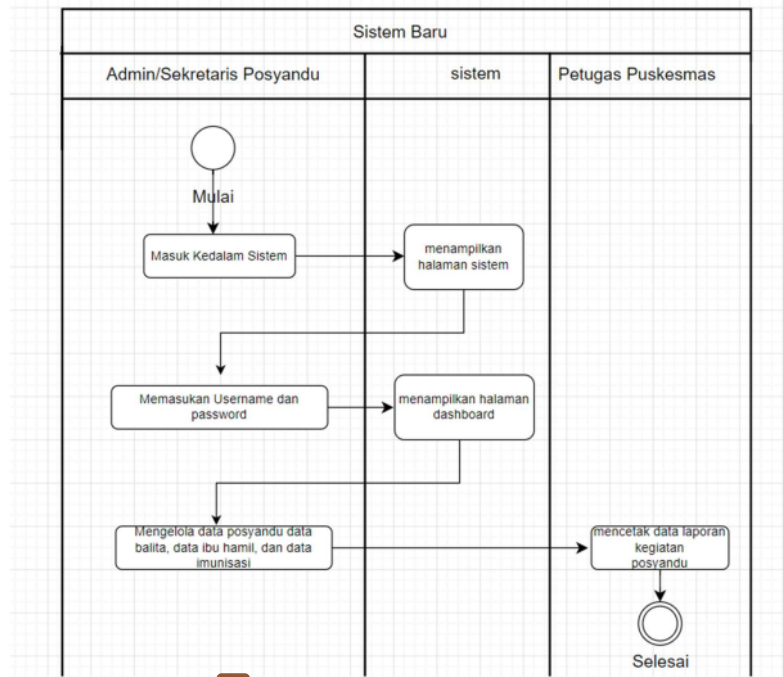 Sistem Baru
Admin/Sekretaris Posyandu
sistem
Petugas Puskesmas
Mulai
Masuk Kedalam Sistem
menampilkan
halaman sistem
Memasukan Username dan
password
menampilkan halaman
dashboard
Mengelola data posyandu data
balita, data ibu hamil, dan data
imunisasi
mencetak data laporan
kegiatan
posyandu
Selesai